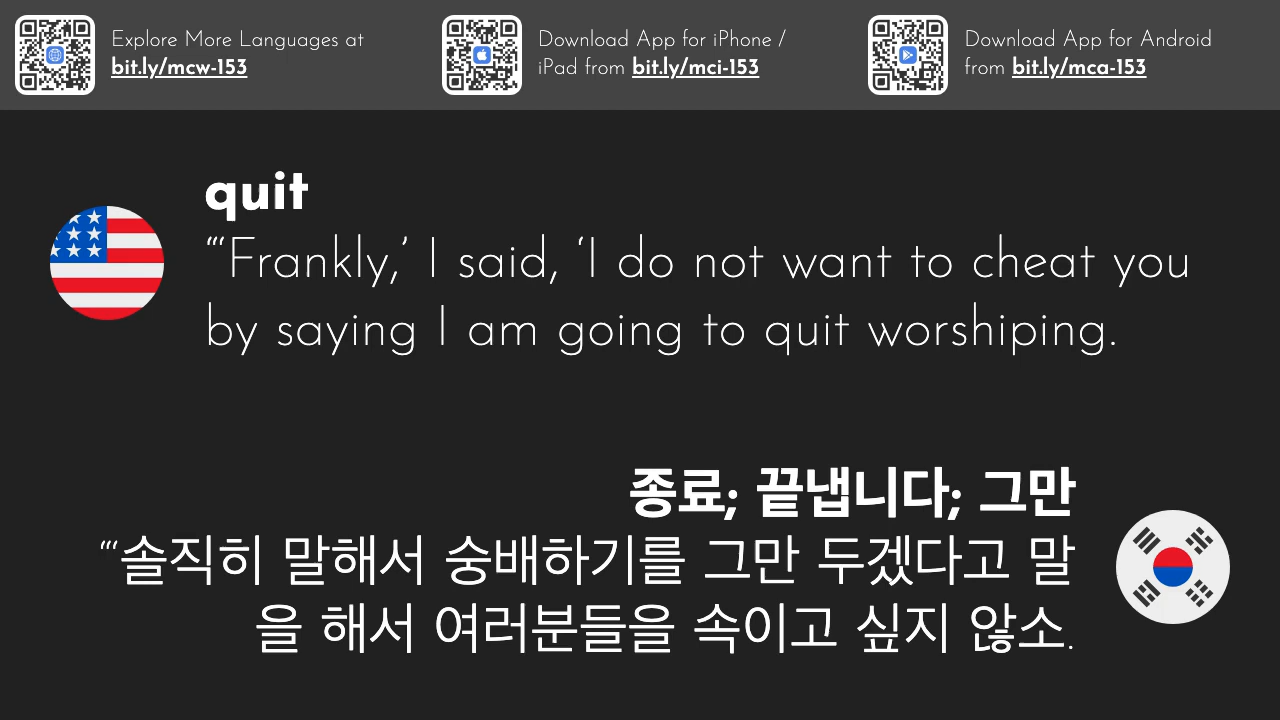 Explore More Languages at
bit.ly/mcw-153
Download App for iPhone /
iPad from bit.ly/mci-153
Download App for Android
from bit.ly/mca-153
quit
“‘Frankly,’ I said, ‘I do not want to cheat you
by saying I am going to quit worshiping.
종료; 끝냅니다; 그만
“‘솔직히 말해서 숭배하기를 그만 두겠다고 말
을 해서 여러분들을 속이고 싶지 않소.